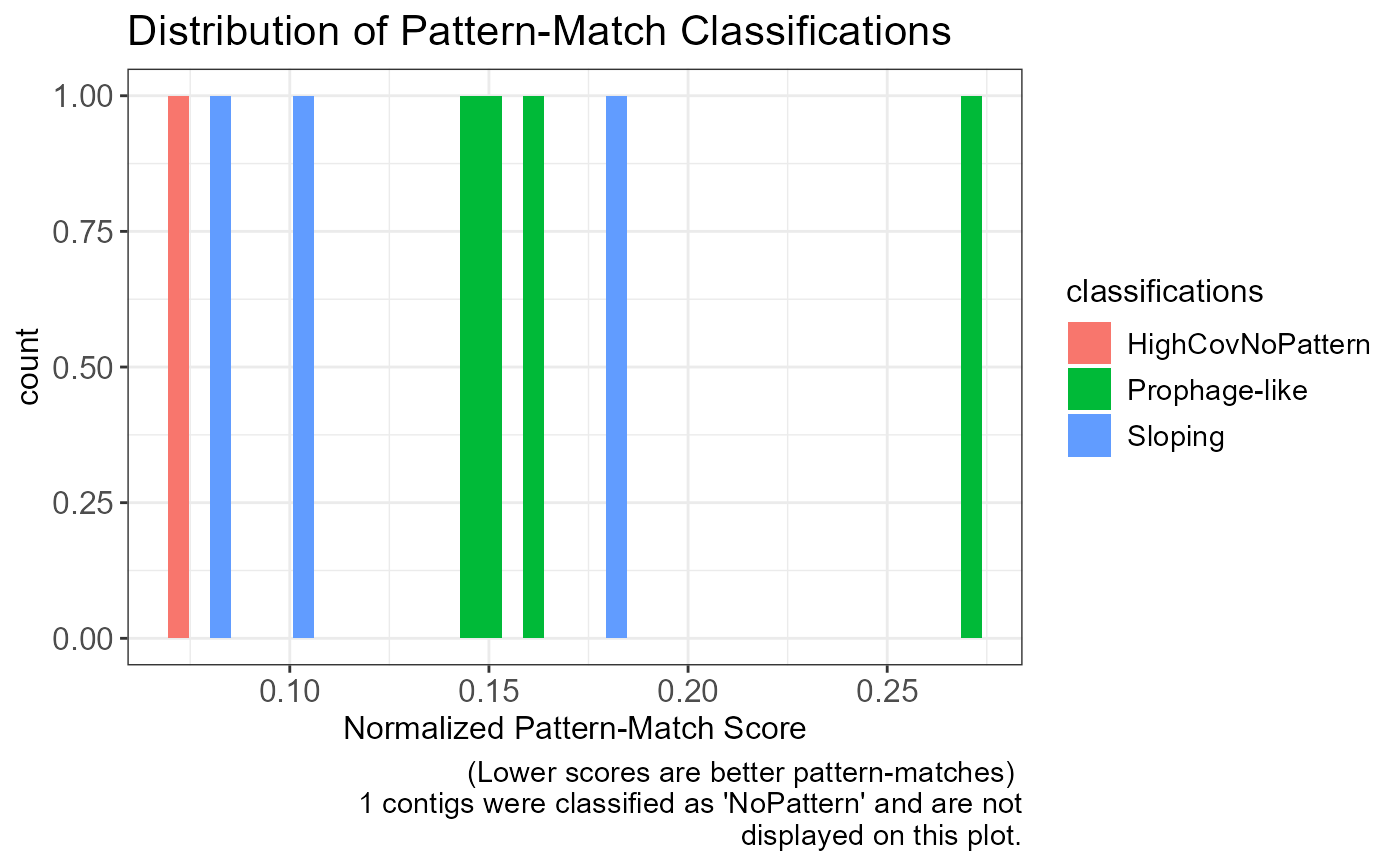 Distribution of Pattern-Match Classifications
1.00
0.75
0.50
0.25
0.00
count
0.10 0.15 0.20 0.25
Normalized Pattern-Match Score
(Lower scores are better pattern-matches)
1 contigs were classified as 'NoPattern' and are not
displayed on this plot.
classifications
HighCovNoPattern
Prophage-like
Sloping